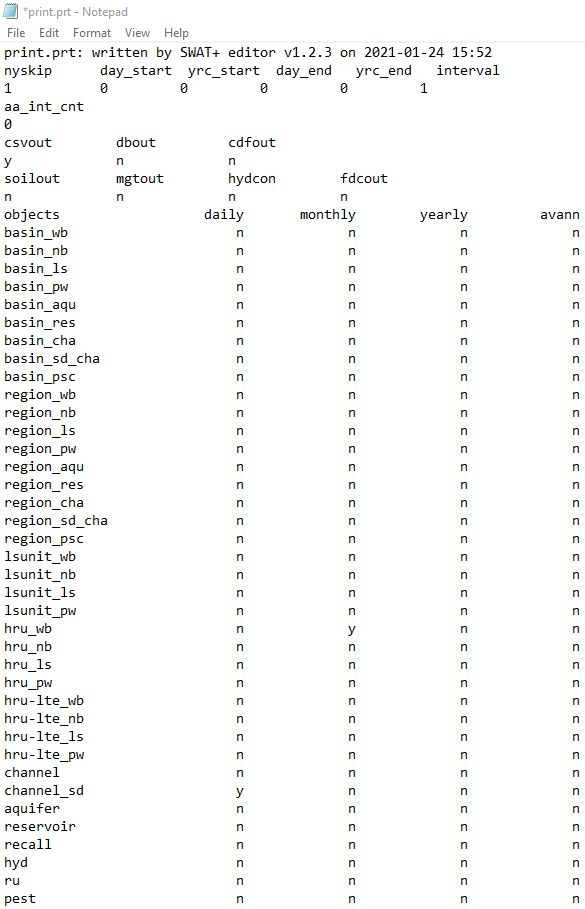 *print.prt - Notepad
File Edit Format View Help
print.prt: written by SWAT+ editor v1.2.3 on 2021-01-24 15:52
nyskip day_start yrc_start day_end yrc_end interval
1 0 0 0 0 1
aa_int_cnt
0
csvout dbout cdfout
y n n
soilout mgtout hydcon fdcout
n n n n
objects daily monthly yearly avann
basin_wb n n n n
basin_nb n n n n
basin_ls n n n n
basin_pw n n n n
basin_aqu n n n n
basin_res n n n n
basin_cha n n n n
basin_sd_cha n n n n
basin_psc n n n n
region_wb n n n n
region_nb n n n n
region_ls n n n n
region_pw n n n n
region_aqu n n n n
region_res n n n n
region_cha n n n n
region_sd_cha n n n n
region_psc n n n n
lsunit_wb n n n n
lsunit_nb n n n n
lsunit_ls n n n n
lsunit_pw n n n n
hru_wb n y n n
hru_nb n n n n
hru_ls n n n n
hru_pw n n n n
hru-lte_wb n n n n
hru-lte_nb n n n n
hru-lte_ls n n n n
hru-lte_pw n n n n
channel n n n n
channel_sd y n n n
aquifer n n n n
reservoir n n n n
recall n n n n
hyd n n n n
ru n n n n
pest n n n n